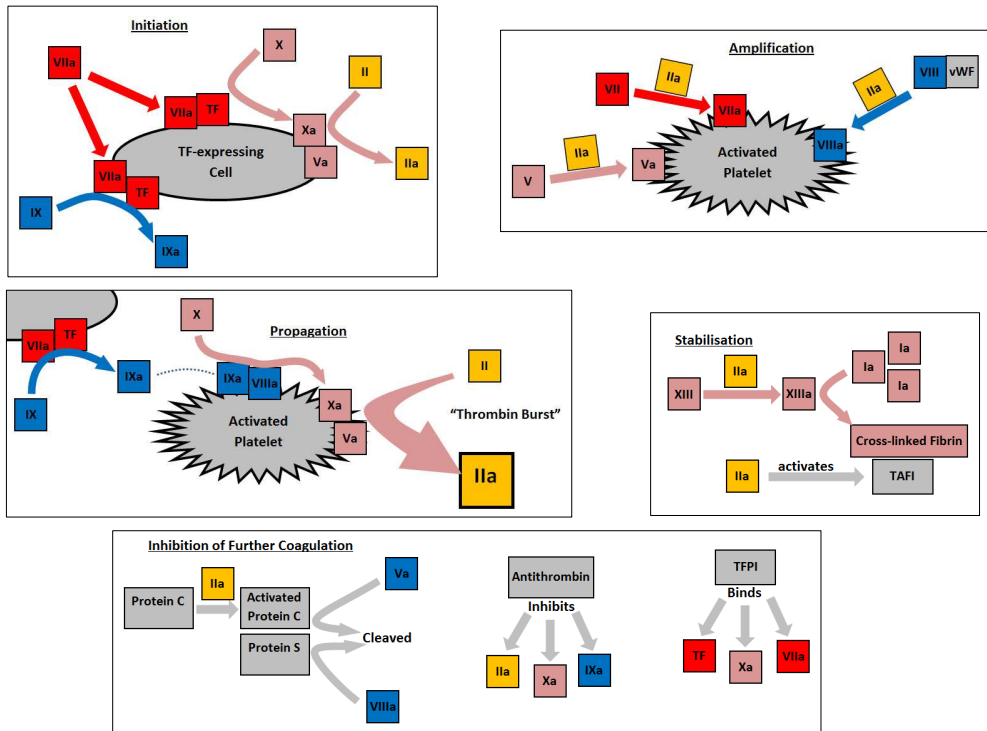 Initiation
VIIa
X
II
VIIa
TF
Xa
Va
TF-expressing
Cell
IIa
VIIa
TF
IX
IXa
Amplification
VII
IIa
VIIa
IIa
VIII
vWF
VIIIa
V
IIa
Va
Activated
Platelet
Propagation
VIIa
TF
IX
IXa
X
IXa
VIIIa
Activated
Platelet
Xa
Va
II
"Thrombin Burst"
IIa
Stabilisation
XIII
IIa
XIIIa
Ia
Ia
Ia
Cross-linked Fibrin
IIa
activates
TAFI
Inhibition of Further Coagulation
Protein C
IIa
Activated
Protein C
Protein S
Va
Cleaved
VIIIa
Antithrombin
Inhibits
IIa
Xa
IXa
TFPI
Binds
TF
Xa
VIIa